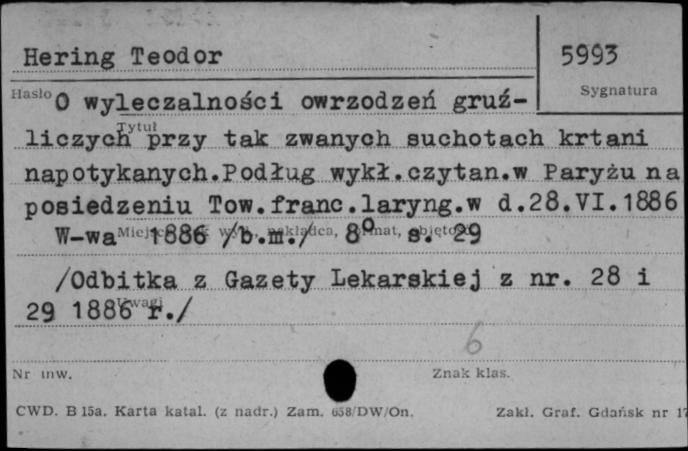 Hering Teodor
5993
Hasło
Sygnatura
O wyleczalności owrzodzeń gruź-
Tytuł
liczych przy tak zwanych suchotach krtani
napotykanych.Podług wykł.czytan.w Paryżu na
posiedzeniu Tow.franc.laryng.w d.28.VI.1886
W-wa 1886 /b.m./ 8° s. 29
/Odbitka z Gazety Lekarskiej z nr. 28 i
Uwagi
29 1886 r./
6
Nr inw.
Znak klas.
CWD. B 15a. Karta katal. (z nadr.) Zam. 658/DW/On.
Zakł. Graf. Gdańsk nr